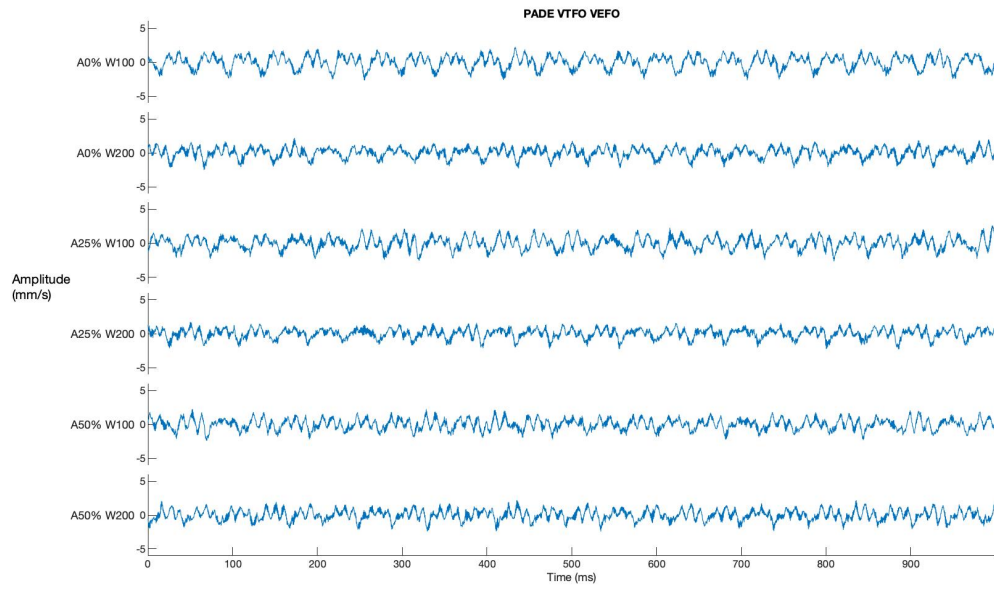 PADE VTFO VEFO
5
A0% W100 0
-5
5
A0% W200 0
-5
5
A25% W100 0
-5
Amplitude
(mm/s)
5
A25% W200 0
-5
5
A50% W100 0
-5
5
A50% W200 0
-5
0 100 200 300 400 500 600 700 800 900
Time (ms)